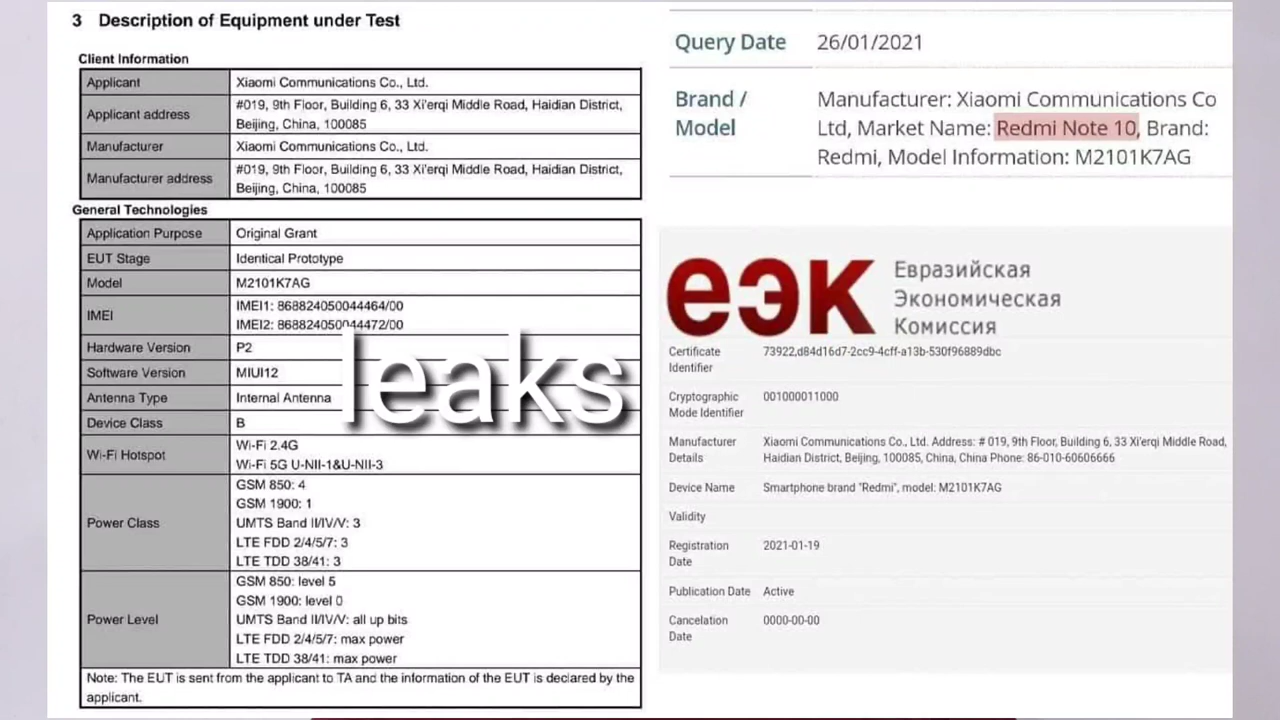 3 Description of Equipment under Test
Client Information
Applicant Xiaomi Communications Co., Ltd.
Applicant address #019, 9th Floor, Building 6, 33 Xi'erqi Middle Road, Haidian District,
Beijing, China, 100085
Manufacturer Xiaomi Communications Co., Ltd.
Manufacturer address #019, 9th Floor, Building 6, 33 Xi'erqi Middle Road, Haidian District,
Beijing, China, 100085
General Technologies
Application Purpose Original Grant
EUT Stage Identical Prototype
Model M2101K7AG
IMEI IMEI1: 868824050044464/00
IMEI2: 868824050044472/00
Hardware Version P2
Software Version MIUI12
Antenna Type Internal Antenna
Device Class B
Wi-Fi Hotspot Wi-Fi 2.4G
Wi-Fi 5G U-NII-1&U-NII-3
Power Class GSM 850: 4
GSM 1900: 1
UMTS Band II/IV/V: 3
LTE FDD 2/4/5/7: 3
LTE TDD 38/41: 3
Power Level GSM 850: level 5
GSM 1900: level 0
UMTS Band II/IV/V: all up bits
LTE FDD 2/4/5/7: max power
LTE TDD 38/41: max power
Note: The EUT is sent from the applicant to TA and the information of the EUT is declared by the
applicant.
leaks
Query Date 26/01/2021
Brand / Model Manufacturer: Xiaomi Communications Co
Ltd, Market Name: Redmi Note 10, Brand:
Redmi, Model Information: M2101K7AG
еэк
Евразийская
Экономическая
Комиссия
Certificate Identifier 73922,d84d16d7-2cc9-4cff-a13b-530f96889dbc
Cryptographic Mode Identifier 001000011000
Manufacturer Details Xiaomi Communications Co., Ltd. Address: # 019, 9th Floor, Building 6, 33 Xi'erqi Middle Road,
Haidian District, Beijing, 100085, China, China Phone: 86-010-60606666
Device Name Smartphone brand "Redmi", model: M2101K7AG
Validity
Registration Date 2021-01-19
Publication Date Active
Cancelation Date 0000-00-00